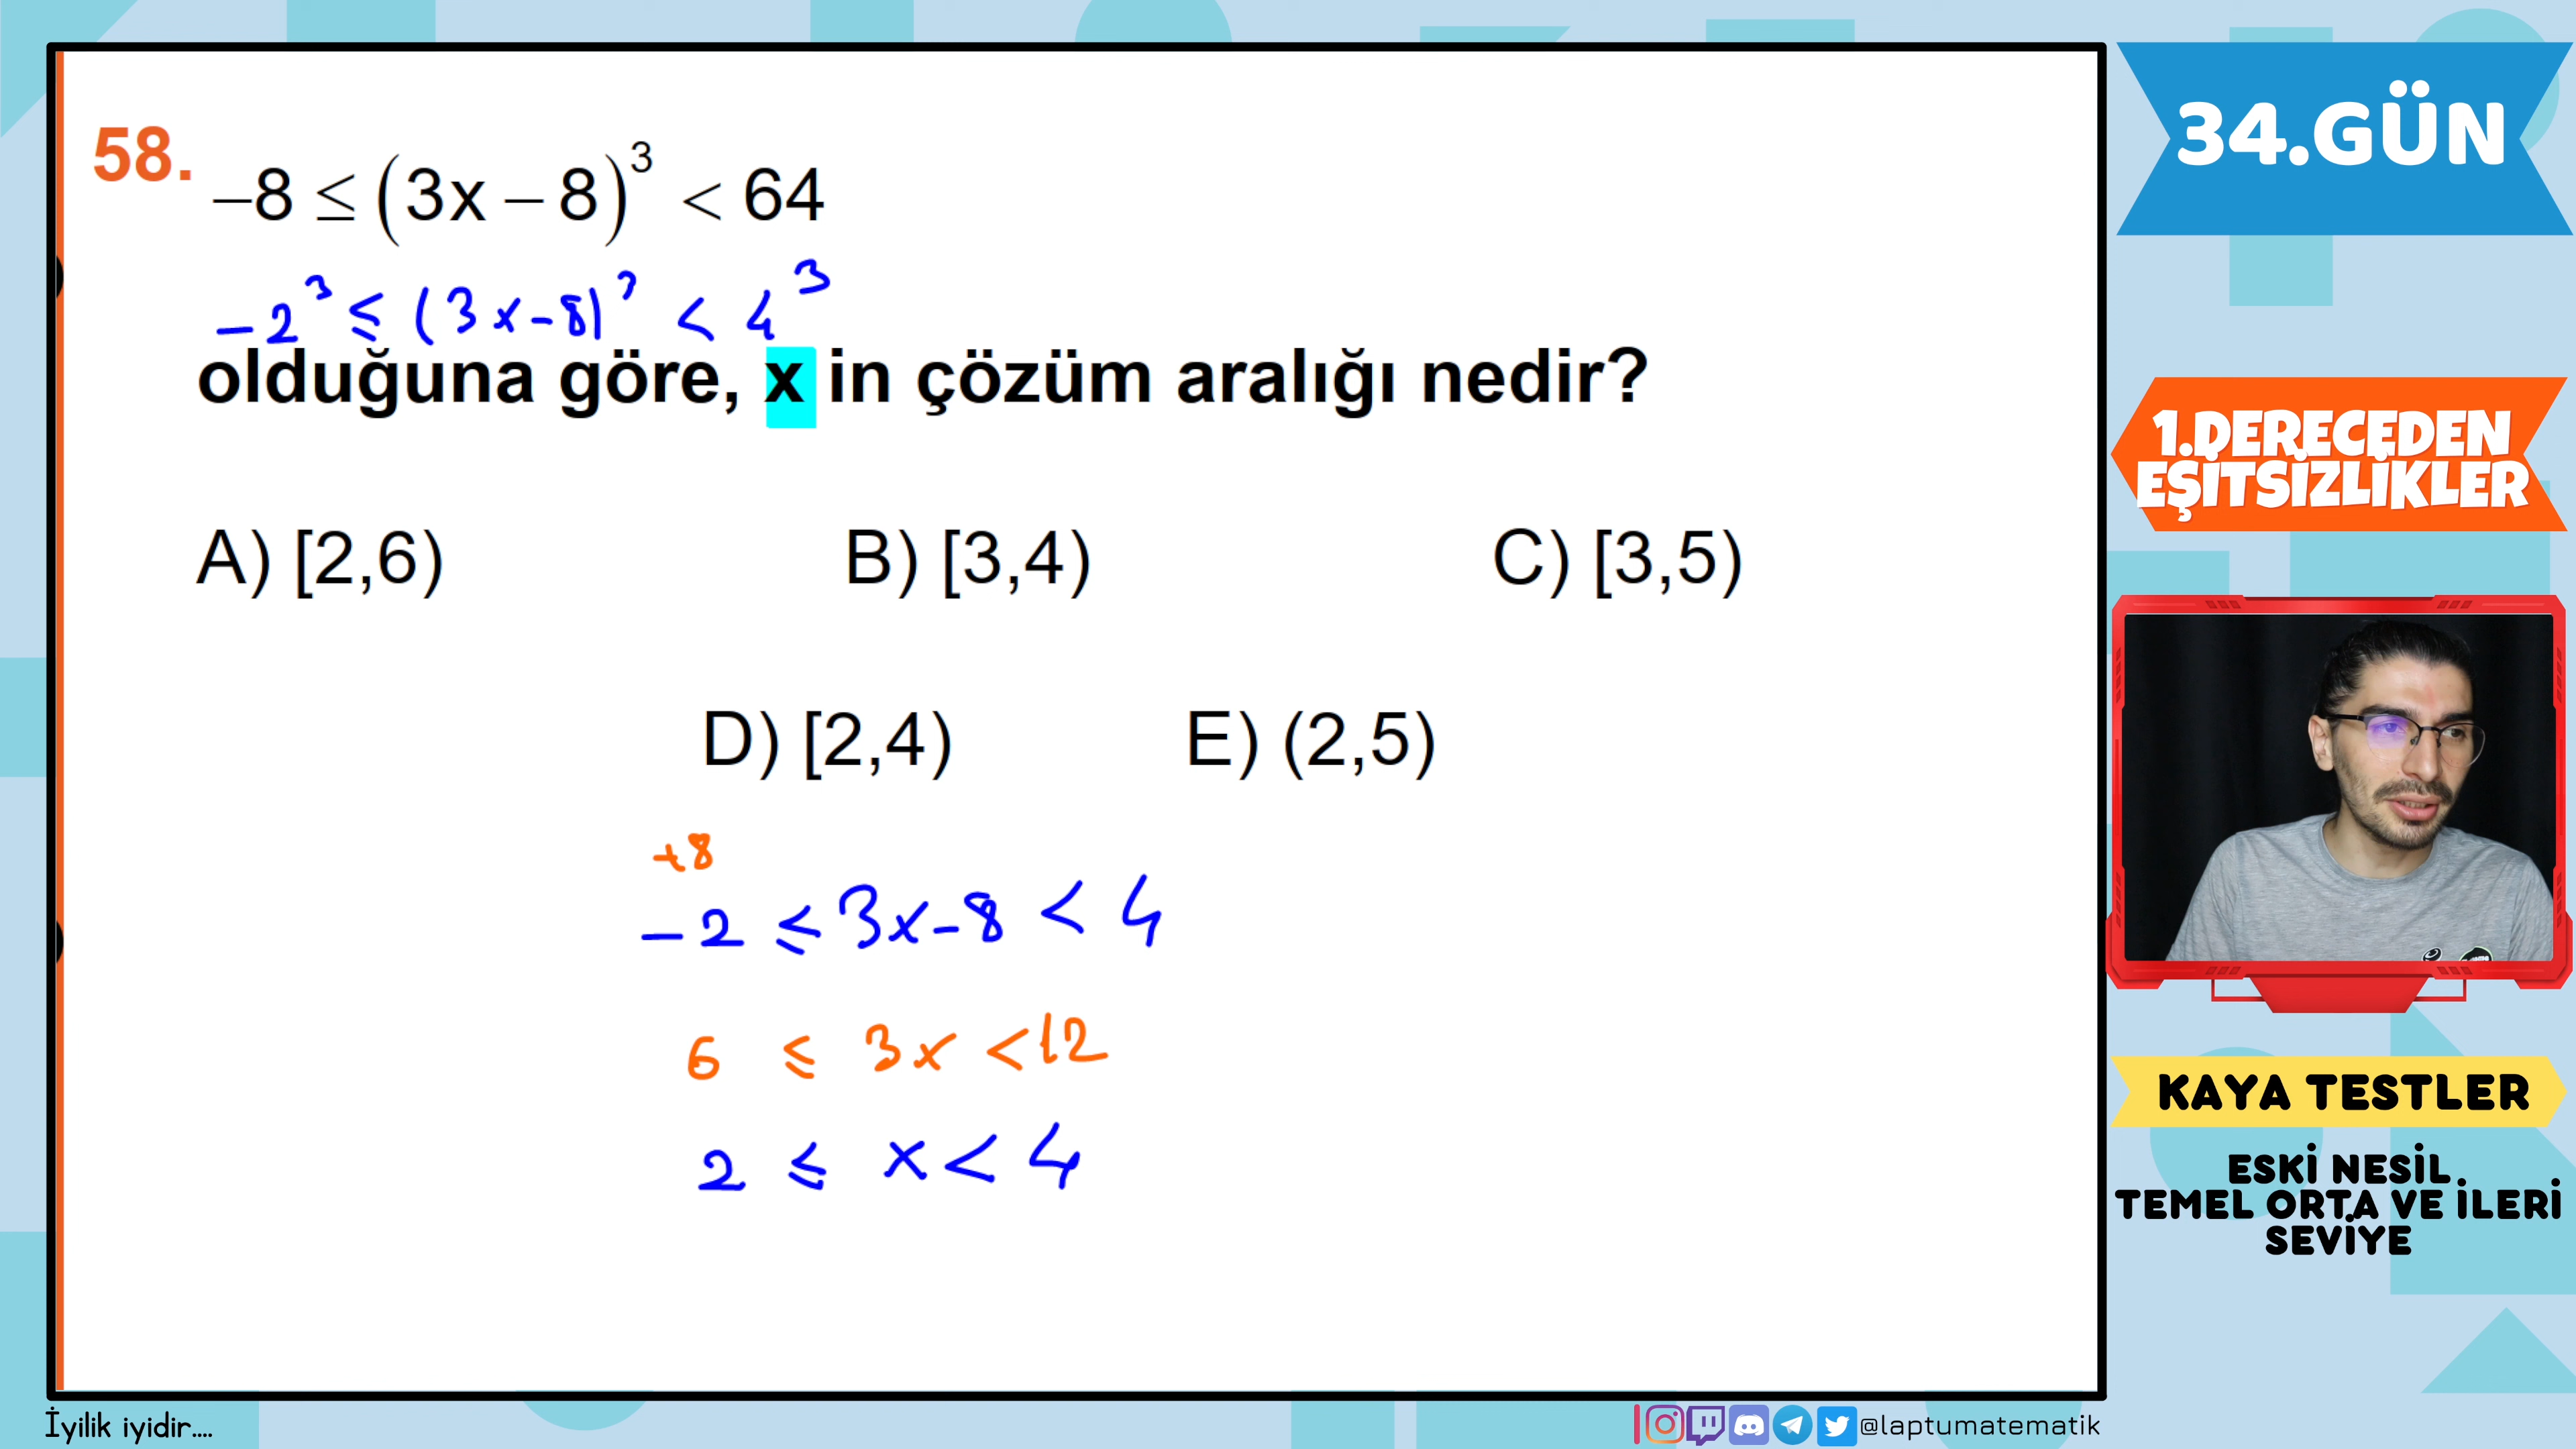 58. –8 ≤ (3x – 8)³ < 64
-2³ ≤ (3x-8)³ < 4³
olduğuna göre, x in çözüm aralığı nedir?
A) [2,6) B) [3,4) C) [3,5)
D) [2,4) E) (2,5)
+8
-2 ≤ 3x-8 < 4
6 ≤ 3x < 12
2 ≤ x < 4
34.GÜN
1.DERECEDEN
EŞİTSİZLİKLER
KAYA TESTLER
ESKİ NESİL
TEMEL ORTA VE İLERİ
SEVİYE
İyilik iyidir....
@laptumatematik